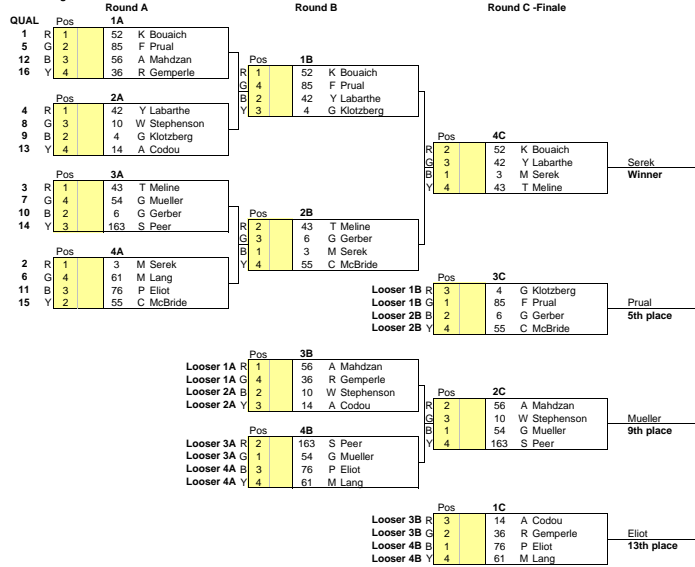 Round A Round B Round C -Finale
QUAL Pos 1A
1 R 1 52 K Bouaich
5 G 2 85 F Prual
12 B 3 56 A Mahdzan
16 Y 4 36 R Gemperle
Pos 1B
R 1 52 K Bouaich
G 4 85 F Prual
B 2 42 Y Labarthe
Y 3 4 G Klotzberg
Pos 2A
4 R 1 42 Y Labarthe
8 G 3 10 W Stephenson
9 B 2 4 G Klotzberg
13 Y 4 14 A Codou
Pos 4C
R 2 52 K Bouaich
G 3 42 Y Labarthe Serek
B 1 3 M Serek Winner
Y 4 43 T Meline
Pos 3A
3 R 1 43 T Meline
7 G 4 54 G Mueller
10 B 2 6 G Gerber
14 Y 3 163 S Peer
Pos 2B
R 2 43 T Meline
G 3 6 G Gerber
B 1 3 M Serek
Y 4 55 C McBride
Pos 4A
2 R 1 3 M Serek
6 G 4 61 M Lang
11 B 3 76 P Eliot
15 Y 2 55 C McBride
Pos 3C
Looser 1B R 3 4 G Klotzberg
Looser 1B G 1 85 F Prual Prual
Looser 2B B 2 6 G Gerber 5th place
Looser 2B Y 4 55 C McBride
Pos 3B
Looser 1A R 1 56 A Mahdzan
Looser 1A G 4 36 R Gemperle
Looser 2A B 2 10 W Stephenson
Looser 2A Y 3 14 A Codou
Pos 2C
R 2 56 A Mahdzan
G 3 10 W Stephenson Mueller
B 1 54 G Mueller 9th place
Y 4 163 S Peer
Pos 4B
Looser 3A R 2 163 S Peer
Looser 3A G 1 54 G Mueller
Looser 4A B 3 76 P Eliot
Looser 4A Y 4 61 M Lang
Pos 1C
Looser 3B R 3 14 A Codou
Looser 3B G 2 36 R Gemperle Eliot
Looser 4B B 1 76 P Eliot 13th place
Looser 4B Y 4 61 M Lang